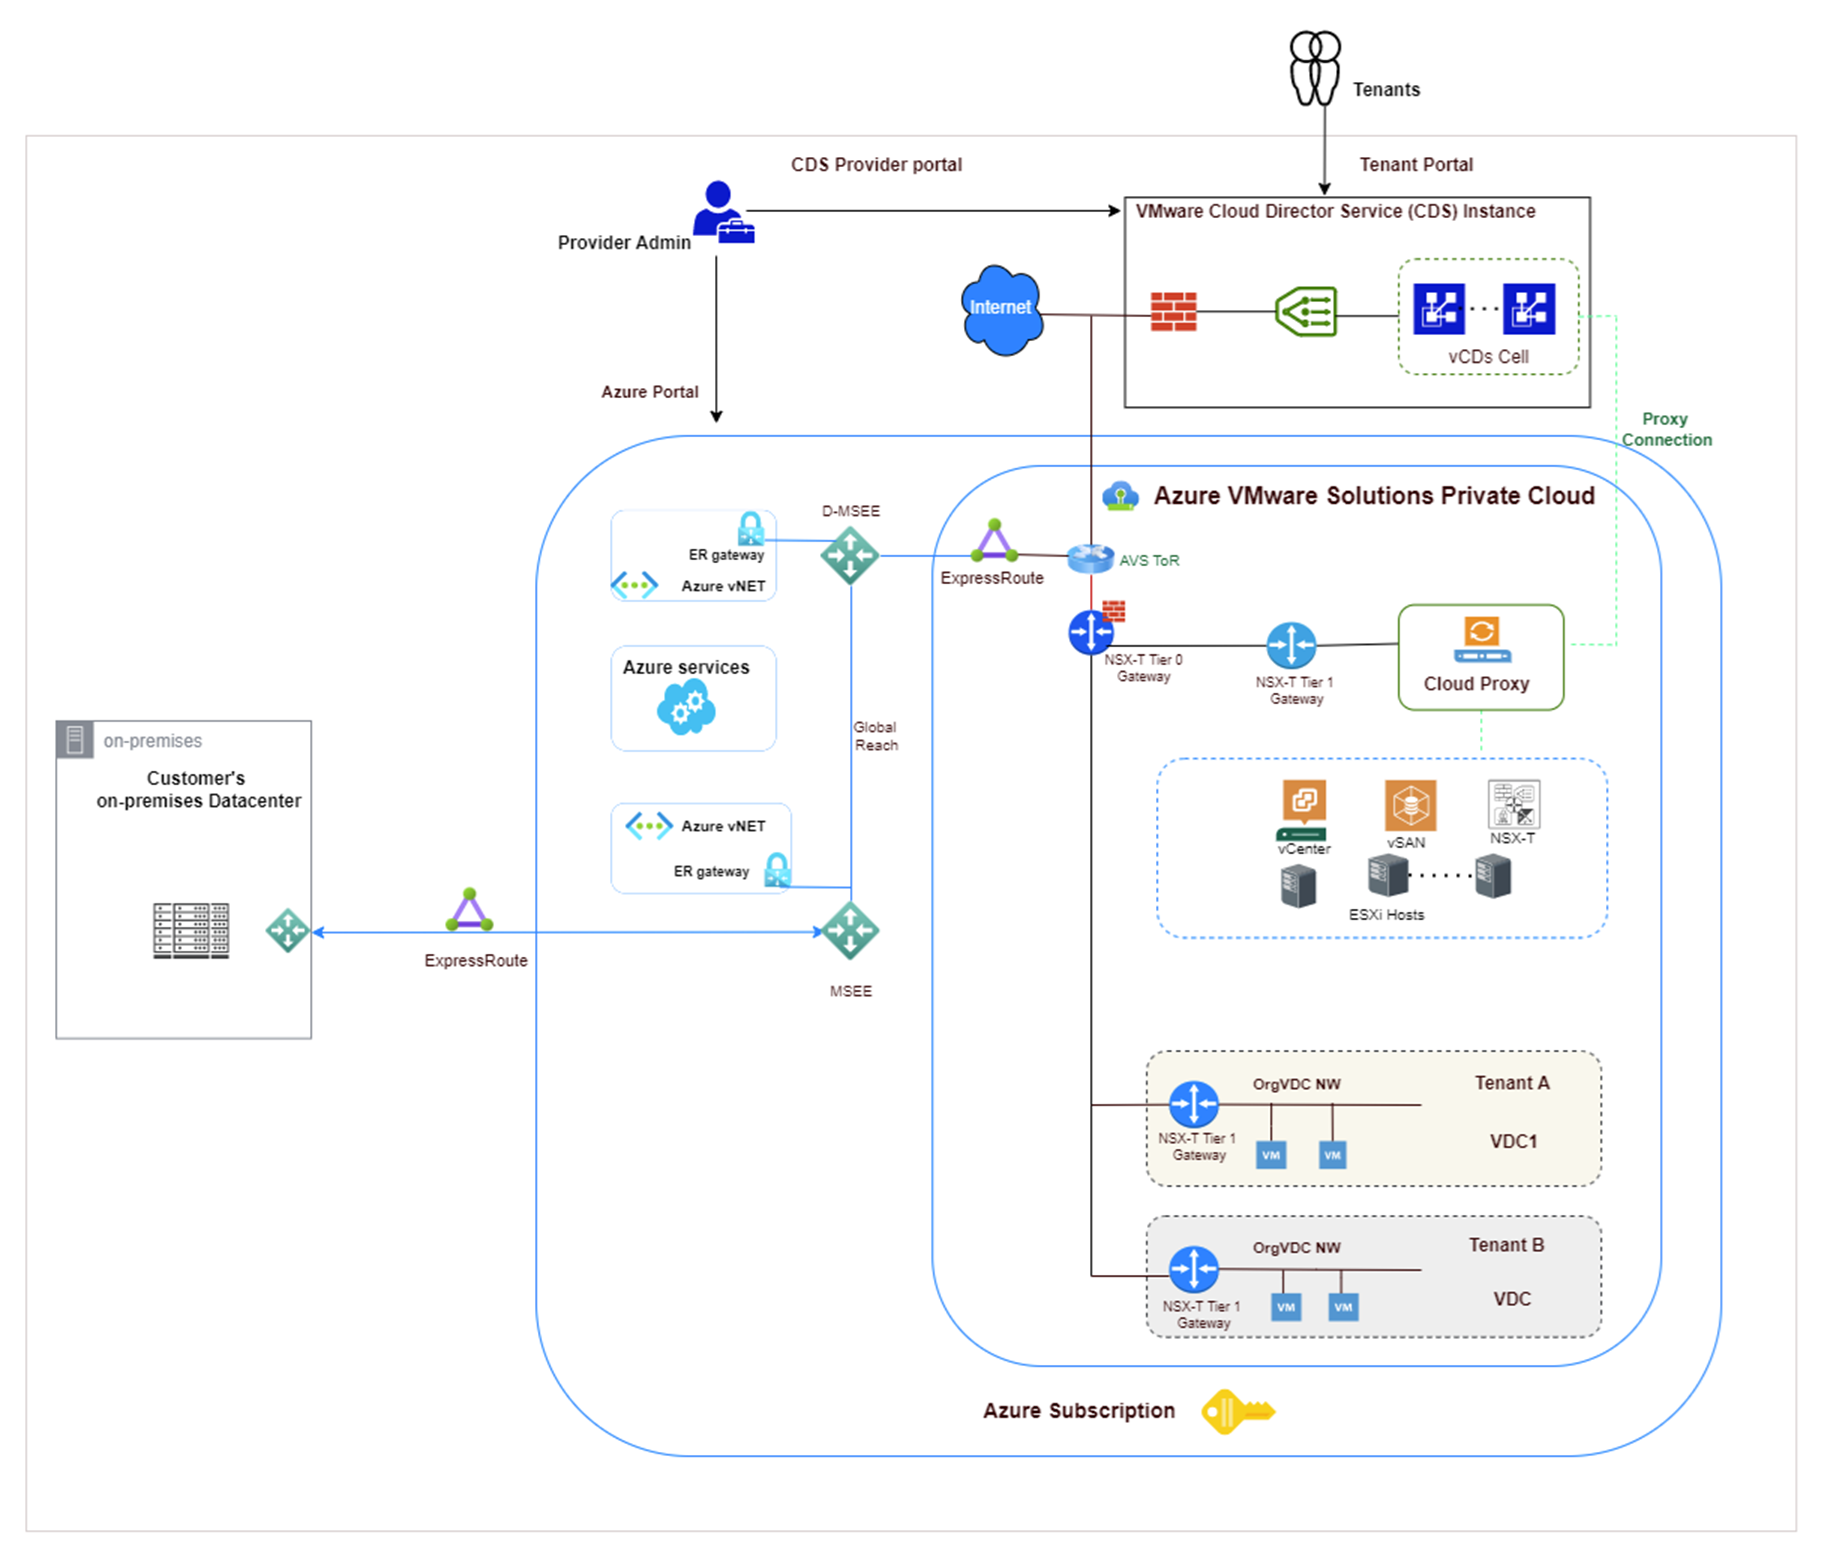 Tenants
CDS Provider portal
Tenant Portal
VMware Cloud Director Service (CDS) Instance
Provider Admin
Internet
vCDs Cell
Azure Portal
Proxy
Connection
Azure VMware Solutions Private Cloud
D-MSEE
ER gateway
Azure vNET
ExpressRoute
AVS ToR
NSX-T Tier 0
Gateway
NSX-T Tier 1
Gateway
Cloud Proxy
Azure services
Global
Reach
on-premises
Customer's
on-premises Datacenter
Azure vNET
ER gateway
vCenter
vSAN
NSX-T
ESXi Hosts
ExpressRoute
MSEE
OrgVDC NW
Tenant A
NSX-T Tier 1
Gateway
VM
VM
VDC1
OrgVDC NW
Tenant B
NSX-T Tier 1
Gateway
VM
VM
VDC
Azure Subscription